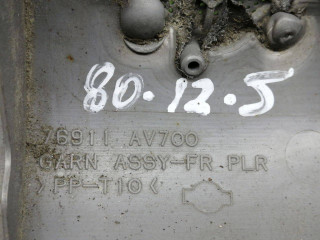 80.12.5
76911 AV700
GARN ASSY-FR PLR
>PP-T10<